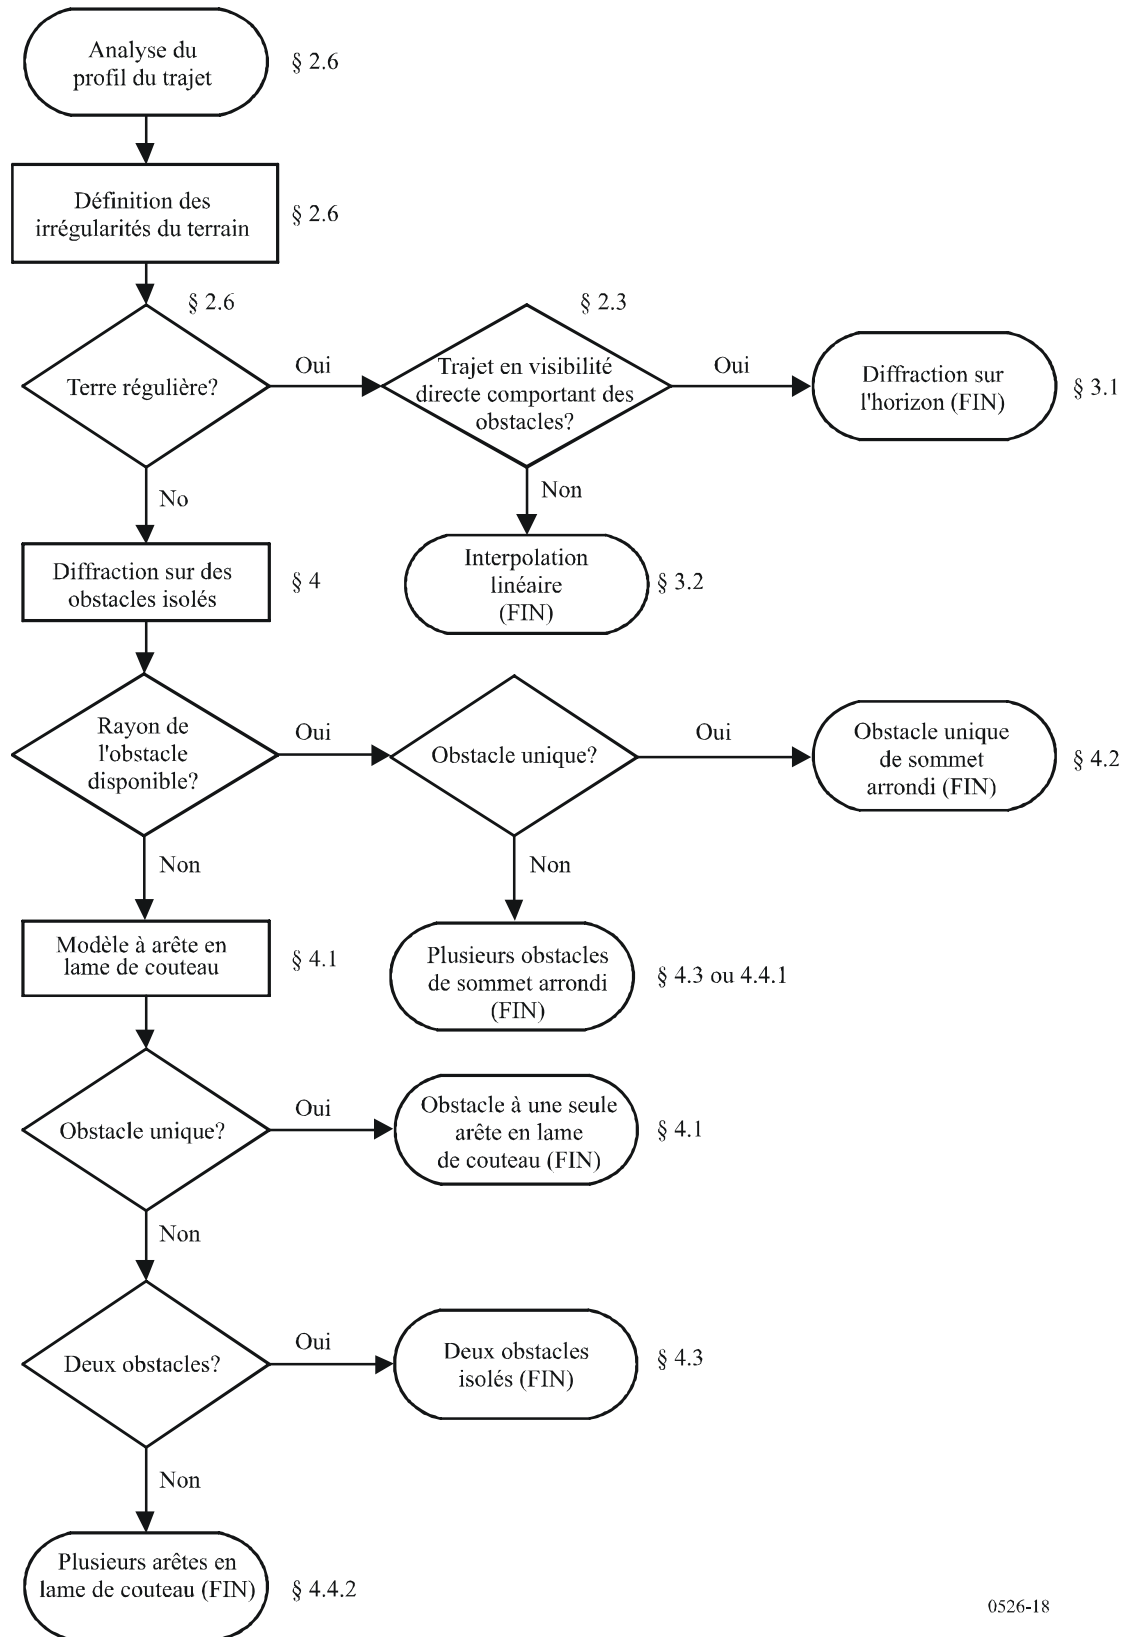 Analyse du
profil du trajet
§ 2.6
Définition des
irrégularités du terrain
§ 2.6
§ 2.6
Terre régulière?
Oui
§ 2.3
Trajet en visibilité
directe comportant des
obstacles?
Oui
Diffraction sur
l'horizon (FIN)
§ 3.1
No
Non
Diffraction sur des
obstacles isolés
§ 4
Interpolation
linéaire
(FIN)
§ 3.2
Rayon de
l'obstacle
disponible?
Oui
Obstacle unique?
Oui
Obstacle unique
de sommet
arrondi (FIN)
§ 4.2
Non
Non
Modèle à arête en
lame de couteau
§ 4.1
Plusieurs obstacles
de sommet arrondi
(FIN)
§ 4.3 ou 4.4.1
Obstacle unique?
Oui
Obstacle à une seule
arête en lame
de couteau (FIN)
§ 4.1
Non
Deux obstacles?
Oui
Deux obstacles
isolés (FIN)
§ 4.3
Non
Plusieurs arêtes en
lame de couteau (FIN)
§ 4.4.2
0526-18